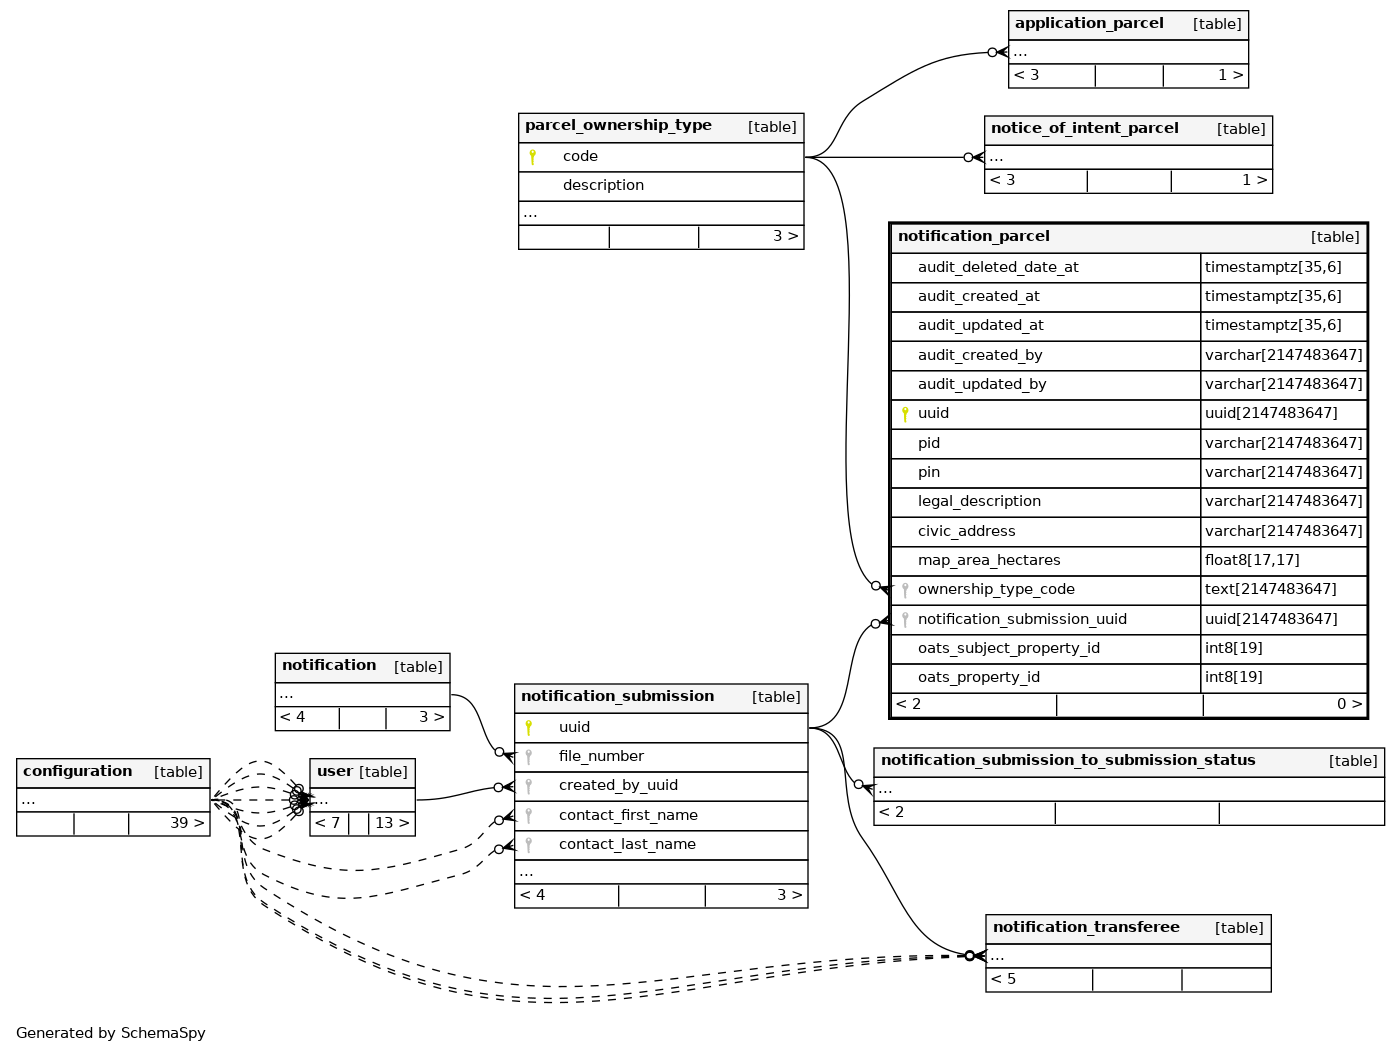 application_parcel [table]
...
< 3 1 >
parcel_ownership_type [table]
code
description
...
3 >
notice_of_intent_parcel [table]
...
< 3 1 >
notification_parcel [table]
audit_deleted_date_at timestamptz[35,6]
audit_created_at timestamptz[35,6]
audit_updated_at timestamptz[35,6]
audit_created_by varchar[2147483647]
audit_updated_by varchar[2147483647]
uuid uuid[2147483647]
pid varchar[2147483647]
pin varchar[2147483647]
legal_description varchar[2147483647]
civic_address varchar[2147483647]
map_area_hectares float8[17,17]
ownership_type_code text[2147483647]
notification_submission_uuid uuid[2147483647]
oats_subject_property_id int8[19]
oats_property_id int8[19]
< 2 0 >
notification [table]
...
< 4 3 >
notification_submission [table]
uuid
file_number
created_by_uuid
contact_first_name
contact_last_name
...
< 4 3 >
configuration [table]
...
39 >
user [table]
...
< 7 13 >
notification_submission_to_submission_status [table]
...
< 2
notification_transferee [table]
...
< 5
Generated by SchemaSpy